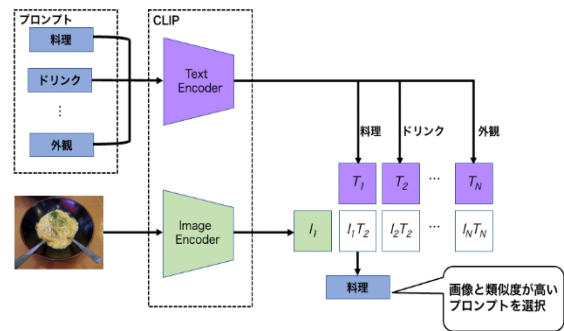 プロンプト
CLIP
料理
ドリンク
⋮
外観
Text
Encoder
料理
ドリンク
外観
T1
T2
...
TN
Image
Encoder
I1
I1T2
I2T2
...
INTN
料理
画像と類似度が高い
プロンプトを選択